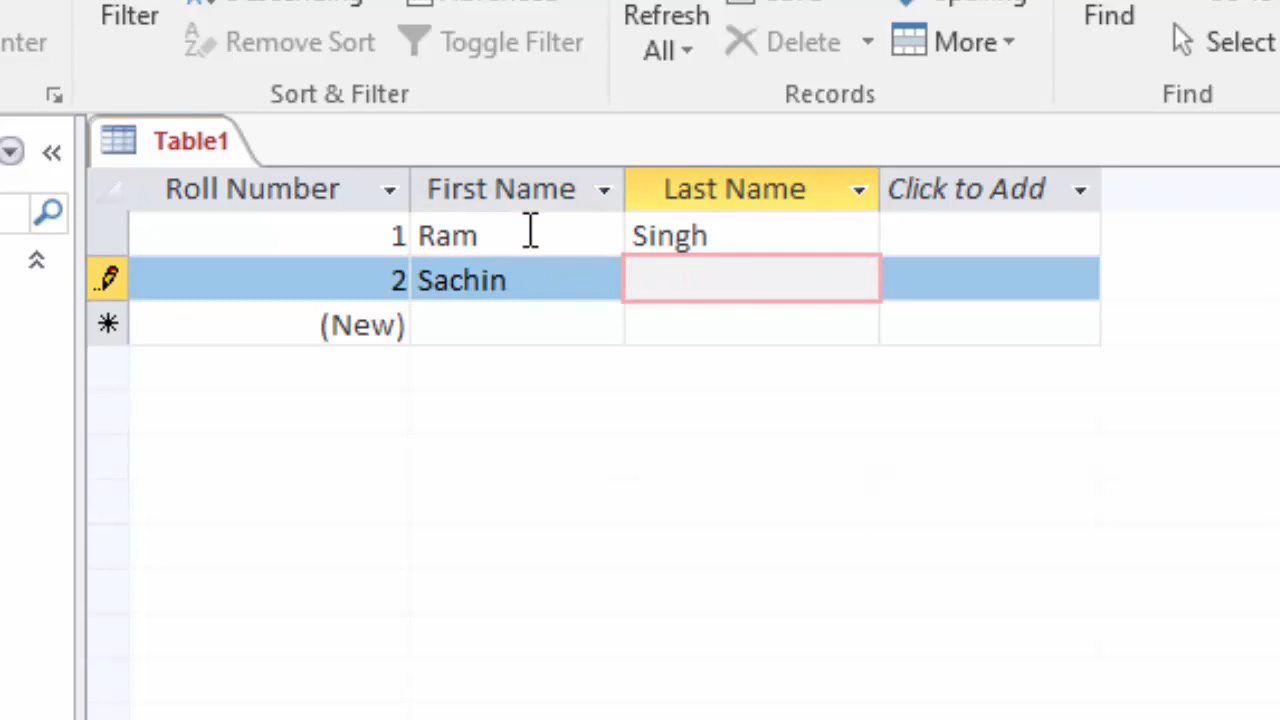 Filter
Remove Sort
Toggle Filter
Refresh
All
Delete
More
Find
Select
Sort & Filter
Records
Find
Table1
Roll Number First Name Last Name Click to Add
1 Ram Singh
2 Sachin
(New)